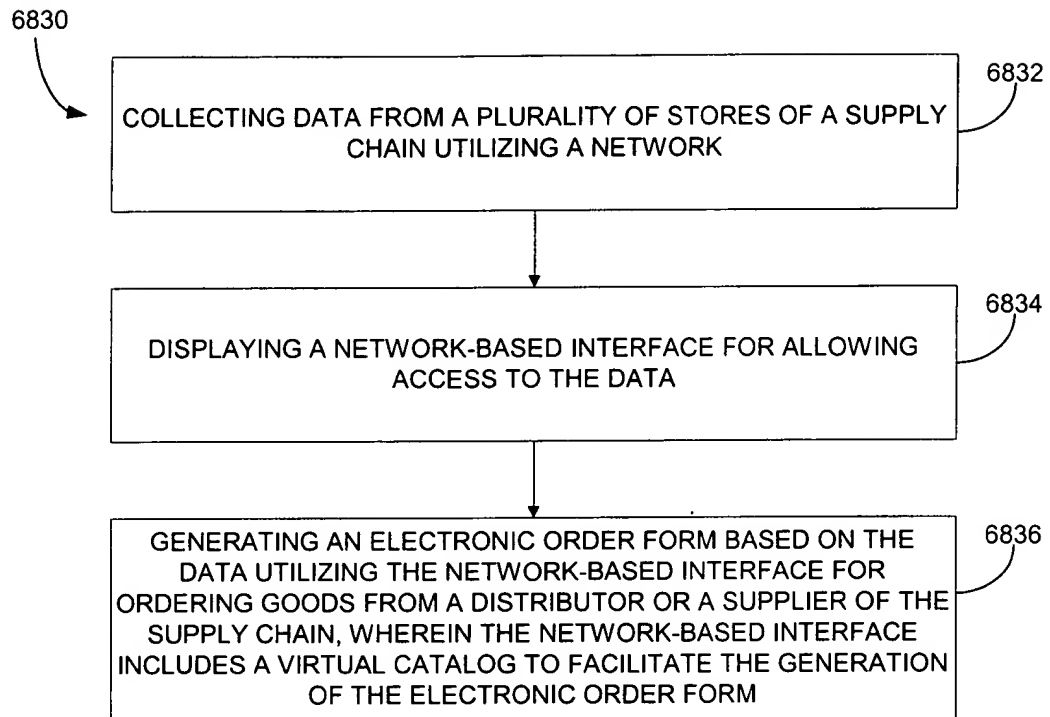 6830
6832
COLLECTING DATA FROM A PLURALITY OF STORES OF A SUPPLY
CHAIN UTILIZING A NETWORK
6834
DISPLAYING A NETWORK-BASED INTERFACE FOR ALLOWING
ACCESS TO THE DATA
6836
GENERATING AN ELECTRONIC ORDER FORM BASED ON THE
DATA UTILIZING THE NETWORK-BASED INTERFACE FOR
ORDERING GOODS FROM A DISTRIBUTOR OR A SUPPLIER OF THE
SUPPLY CHAIN, WHEREIN THE NETWORK-BASED INTERFACE
INCLUDES A VIRTUAL CATALOG TO FACILITATE THE GENERATION
OF THE ELECTRONIC ORDER FORM